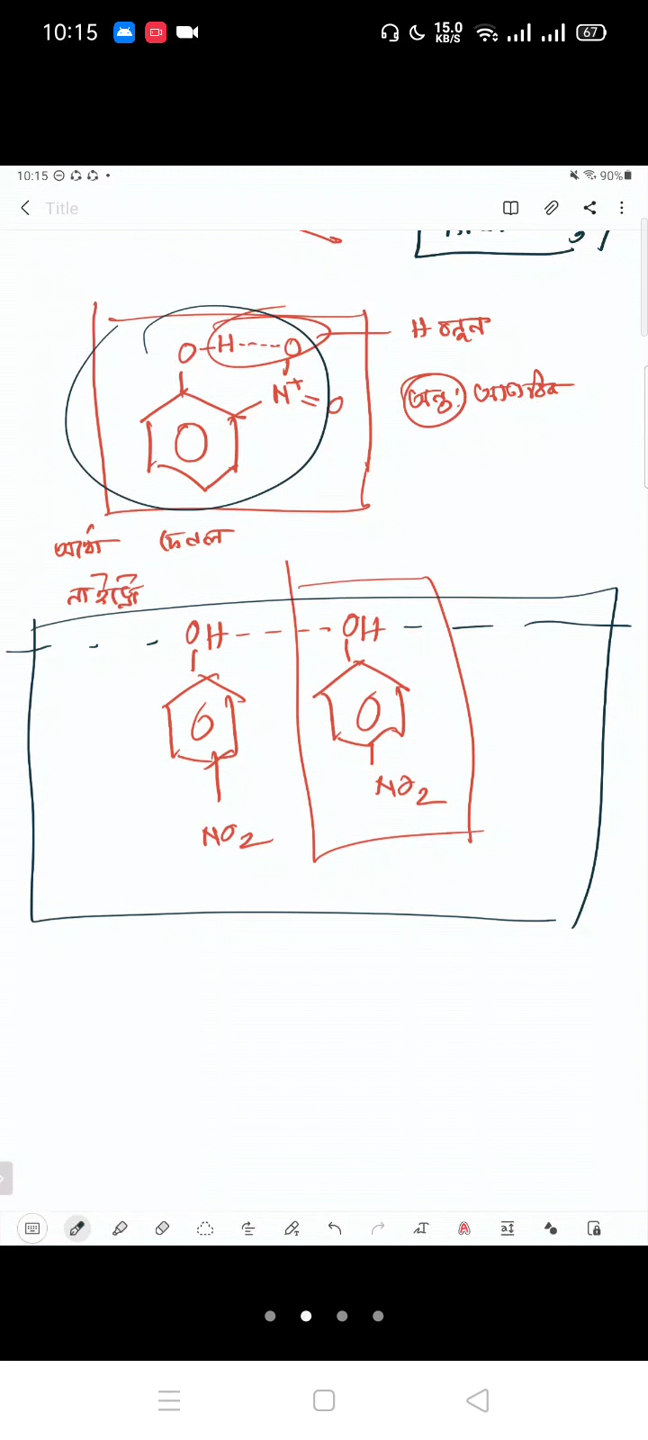 10:15
15.0
KB/S
67
10:15
90%
Title
O-H----O
N+=O
H বন্ধন
অন্তঃ আণবিক
অর্থো
ফেনল
নাইট্রো
OH
OH
NO2
NO2